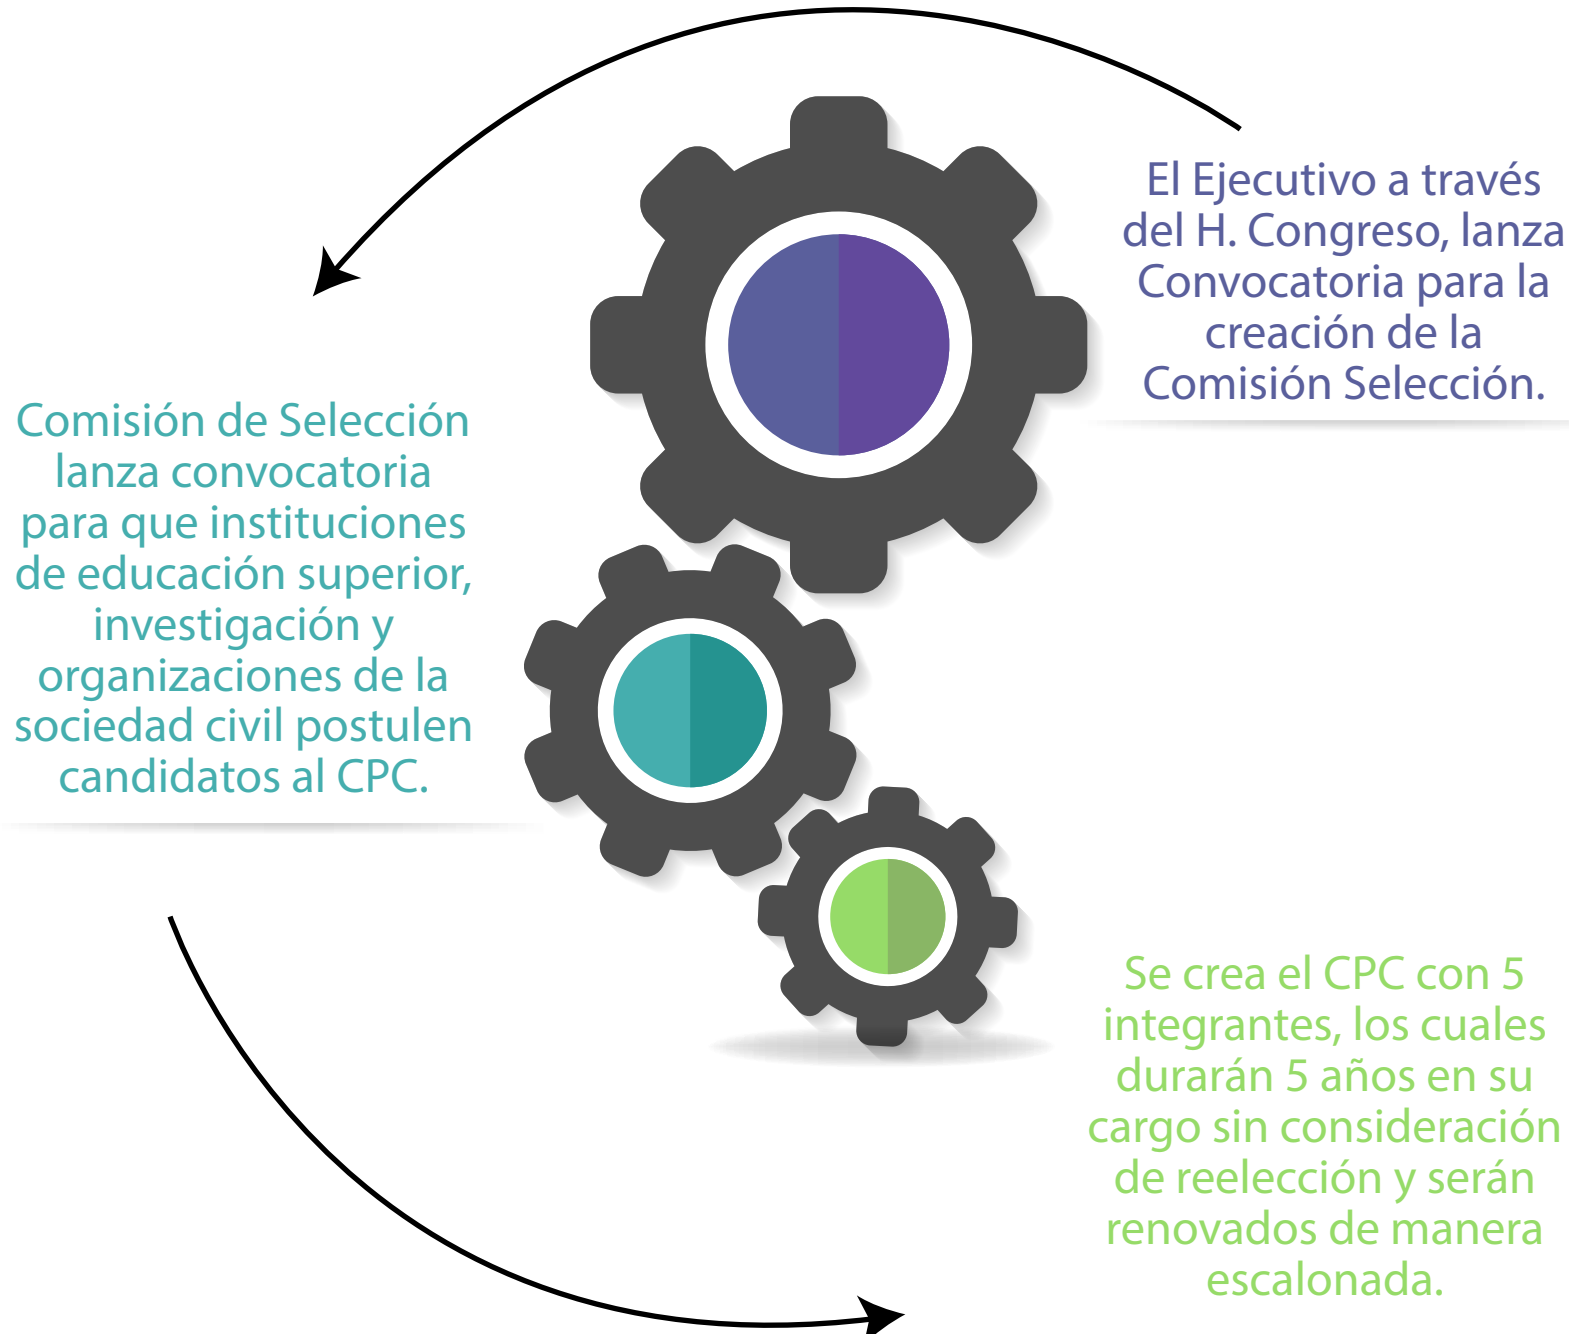 El Ejecutivo a través
del H. Congreso, lanza
Convocatoria para la
creación de la
Comisión Selección.
Comisión de Selección
lanza convocatoria
para que instituciones
de educación superior,
investigación y
organizaciones de la
sociedad civil postulen
candidatos al CPC.
Se crea el CPC con 5
integrantes, los cuales
durarán 5 años en su
cargo sin consideración
de reelección y serán
renovados de manera
escalonada.